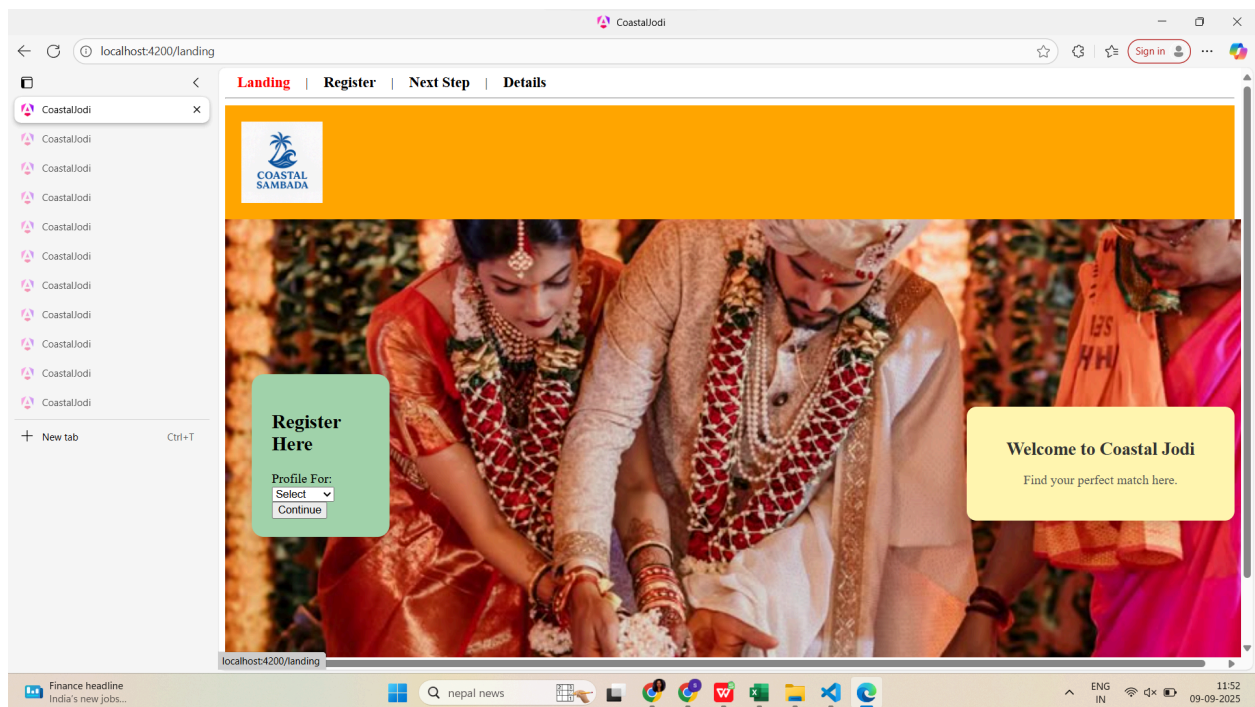 CoastalJodi
localhost:4200/landing
Sign in
CoastalJodi
CoastalJodi
CoastalJodi
CoastalJodi
CoastalJodi
CoastalJodi
CoastalJodi
CoastalJodi
CoastalJodi
CoastalJodi
CoastalJodi
New tab Ctrl+T
Landing | Register | Next Step | Details
COASTAL
SAMBADA
Register
Here
Profile For:
Select
Continue
Welcome to Coastal Jodi
Find your perfect match here.
localhost:4200/landing
Finance headline
India's new jobs...
nepal news
ENG
IN
11:52
09-09-2025